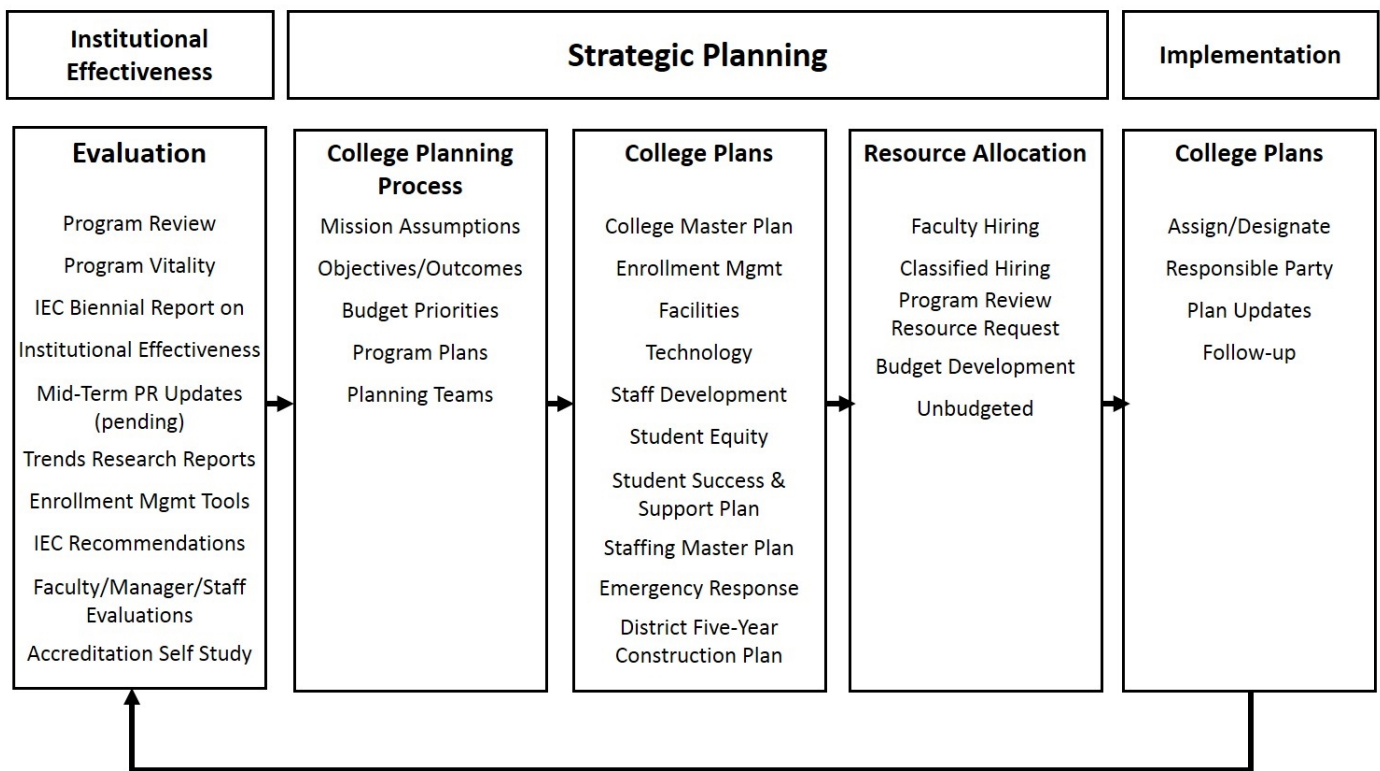 Institutional
Effectiveness
Strategic Planning
Implementation
Evaluation
Program Review
Program Vitality
IEC Biennial Report on
Institutional Effectiveness
Mid-Term PR Updates
(pending)
Trends Research Reports
Enrollment Mgmt Tools
IEC Recommendations
Faculty/Manager/Staff
Evaluations
Accreditation Self Study
College Planning
Process
Mission Assumptions
Objectives/Outcomes
Budget Priorities
Program Plans
Planning Teams
College Plans
College Master Plan
Enrollment Mgmt
Facilities
Technology
Staff Development
Student Equity
Student Success &
Support Plan
Staffing Master Plan
Emergency Response
District Five-Year
Construction Plan
Resource Allocation
Faculty Hiring
Classified Hiring
Program Review
Resource Request
Budget Development
Unbudgeted
College Plans
Assign/Designate
Responsible Party
Plan Updates
Follow-up